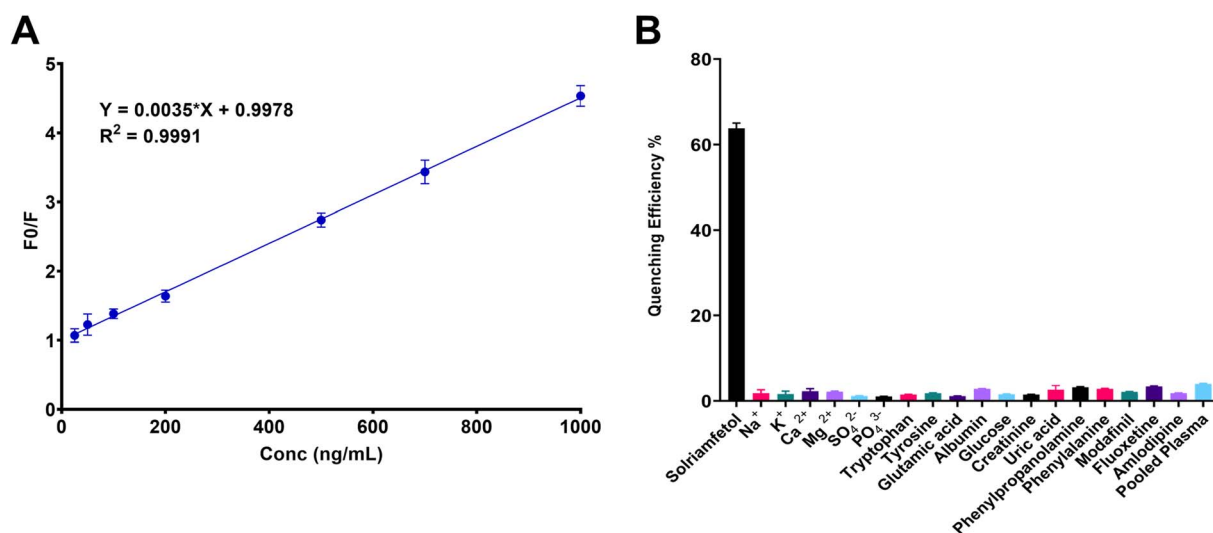 A
Y = 0.0035*X + 0.9978
R² = 0.9991
F0/F
5
4
3
2
1
0
0 200 400 600 800 1000
Conc (ng/mL)
B
Quenching Efficiency %
80
60
40
20
0
Solriamfetol
Na⁺
K⁺
Ca²⁺
Mg²⁺
SO₄²⁻
PO₄³⁻
Tryptophan
Tyrosine
Glutamic acid
Albumin
Glucose
Creatinine
Uric acid
Phenylpropanolamine
Phenylalanine
Modafinil
Fluoxetine
Amlodipine
Pooled Plasma